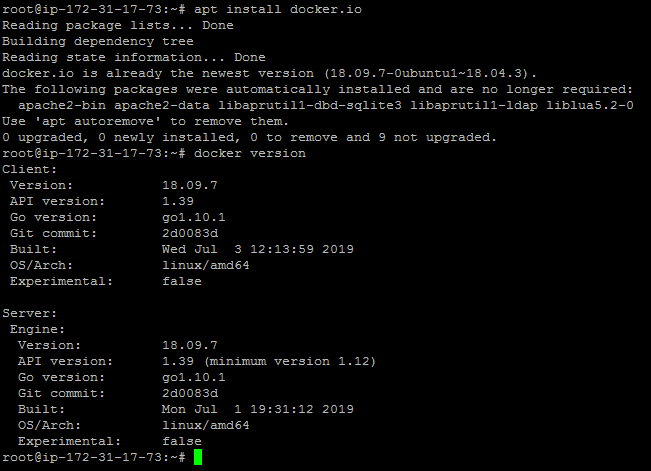 root@ip-172-31-17-73:~# apt install docker.io
Reading package lists... Done
Building dependency tree
Reading state information... Done
docker.io is already the newest version (18.09.7-0ubuntu1~18.04.3).
The following packages were automatically installed and are no longer required:
  apache2-bin apache2-data libaprutil1-dbd-sqlite3 libaprutil1-ldap liblua5.2-0
Use 'apt autoremove' to remove them.
0 upgraded, 0 newly installed, 0 to remove and 9 not upgraded.
root@ip-172-31-17-73:~# docker version
Client:
 Version:           18.09.7
 API version:       1.39
 Go version:        go1.10.1
 Git commit:        2d0083d
 Built:             Wed Jul  3 12:13:59 2019
 OS/Arch:           linux/amd64
 Experimental:      false

Server:
 Engine:
  Version:          18.09.7
  API version:      1.39 (minimum version 1.12)
  Go version:       go1.10.1
  Git commit:       2d0083d
  Built:            Mon Jul  1 19:31:12 2019
  OS/Arch:          linux/amd64
  Experimental:     false
root@ip-172-31-17-73:~#